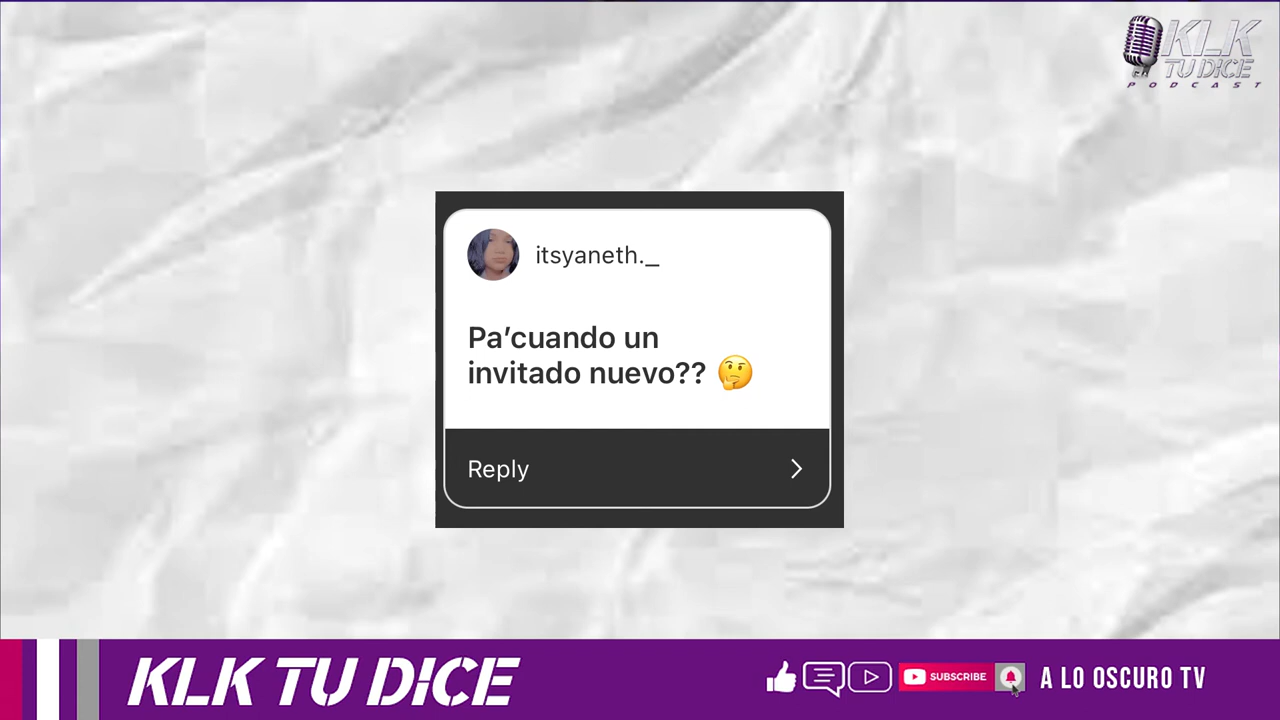 KLK
TU DICE
PODCAST
itsyaneth._
Pa’cuando un
invitado nuevo?? 🤔
Reply
KLK TU DICE
SUBSCRIBE
A LO OSCURO TV